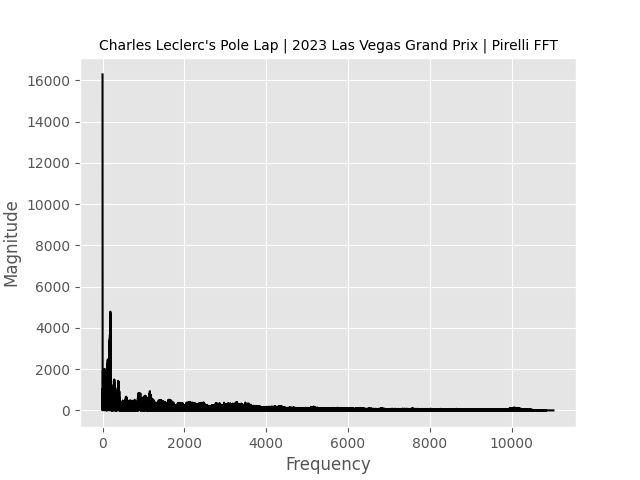 Charles Leclerc's Pole Lap | 2023 Las Vegas Grand Prix | Pirelli FFT
16000
14000
12000
10000
8000
6000
4000
2000
0
Magnitude
0 2000 4000 6000 8000 10000
Frequency